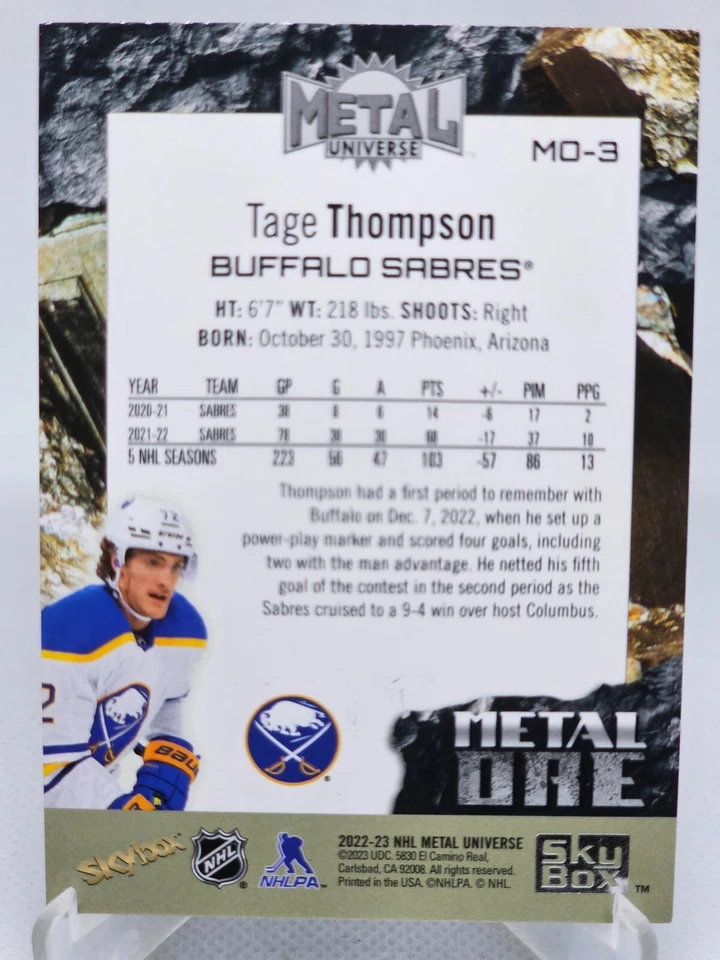 METAL
UNIVERSE
MO-3
Tage Thompson
BUFFALO SABRES®
HT: 6'7" WT: 218 lbs. SHOOTS: Right
BORN: October 30, 1997 Phoenix, Arizona
YEAR TEAM GP G A PTS +/- PIM PPG
2020-21 SABRES 38 8 6 14 -6 17 2
2021-22 SABRES 78 38 30 68 -17 37 10
5 NHL SEASONS 223 56 47 103 -57 86 13
Thompson had a first period to remember with
Buffalo on Dec. 7, 2022, when he set up a
power-play marker and scored four goals, including
two with the man advantage. He netted his fifth
goal of the contest in the second period as the
Sabres cruised to a 9-4 win over host Columbus.
72
CCM
2
BAU
METAL
ORE
SKYBOX
NHL
NHLPA
2022-23 NHL METAL UNIVERSE
©2023 UDC. 5830 El Camino Real,
Carlsbad, CA 92008. All rights reserved.
Printed in the USA. ©NHLPA. © NHL.
SkyBox™